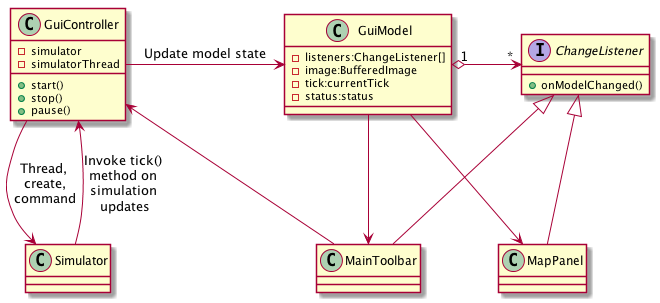 C GuiController
simulator
simulatorThread
start()
stop()
pause()
Update model state
C GuiModel
listeners:ChangeListener[]
image:BufferedImage
tick:currentTick
status:status
1
*
I ChangeListener
onModelChanged()
Thread,
create,
command
Invoke tick()
method on
simulation
updates
C Simulator
C MainToolbar
C MapPanel